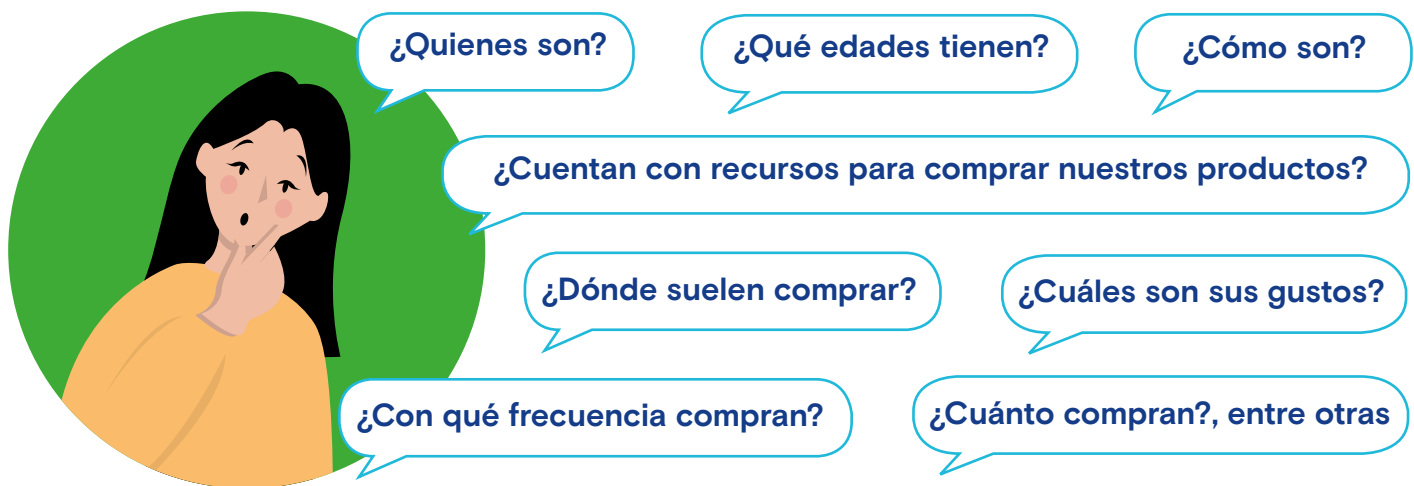 ¿Quienes son?
¿Qué edades tienen?
¿Cómo son?
¿Cuentan con recursos para comprar nuestros productos?
¿Dónde suelen comprar?
¿Cuáles son sus gustos?
¿Con qué frecuencia compran?
¿Cuánto compran?, entre otras